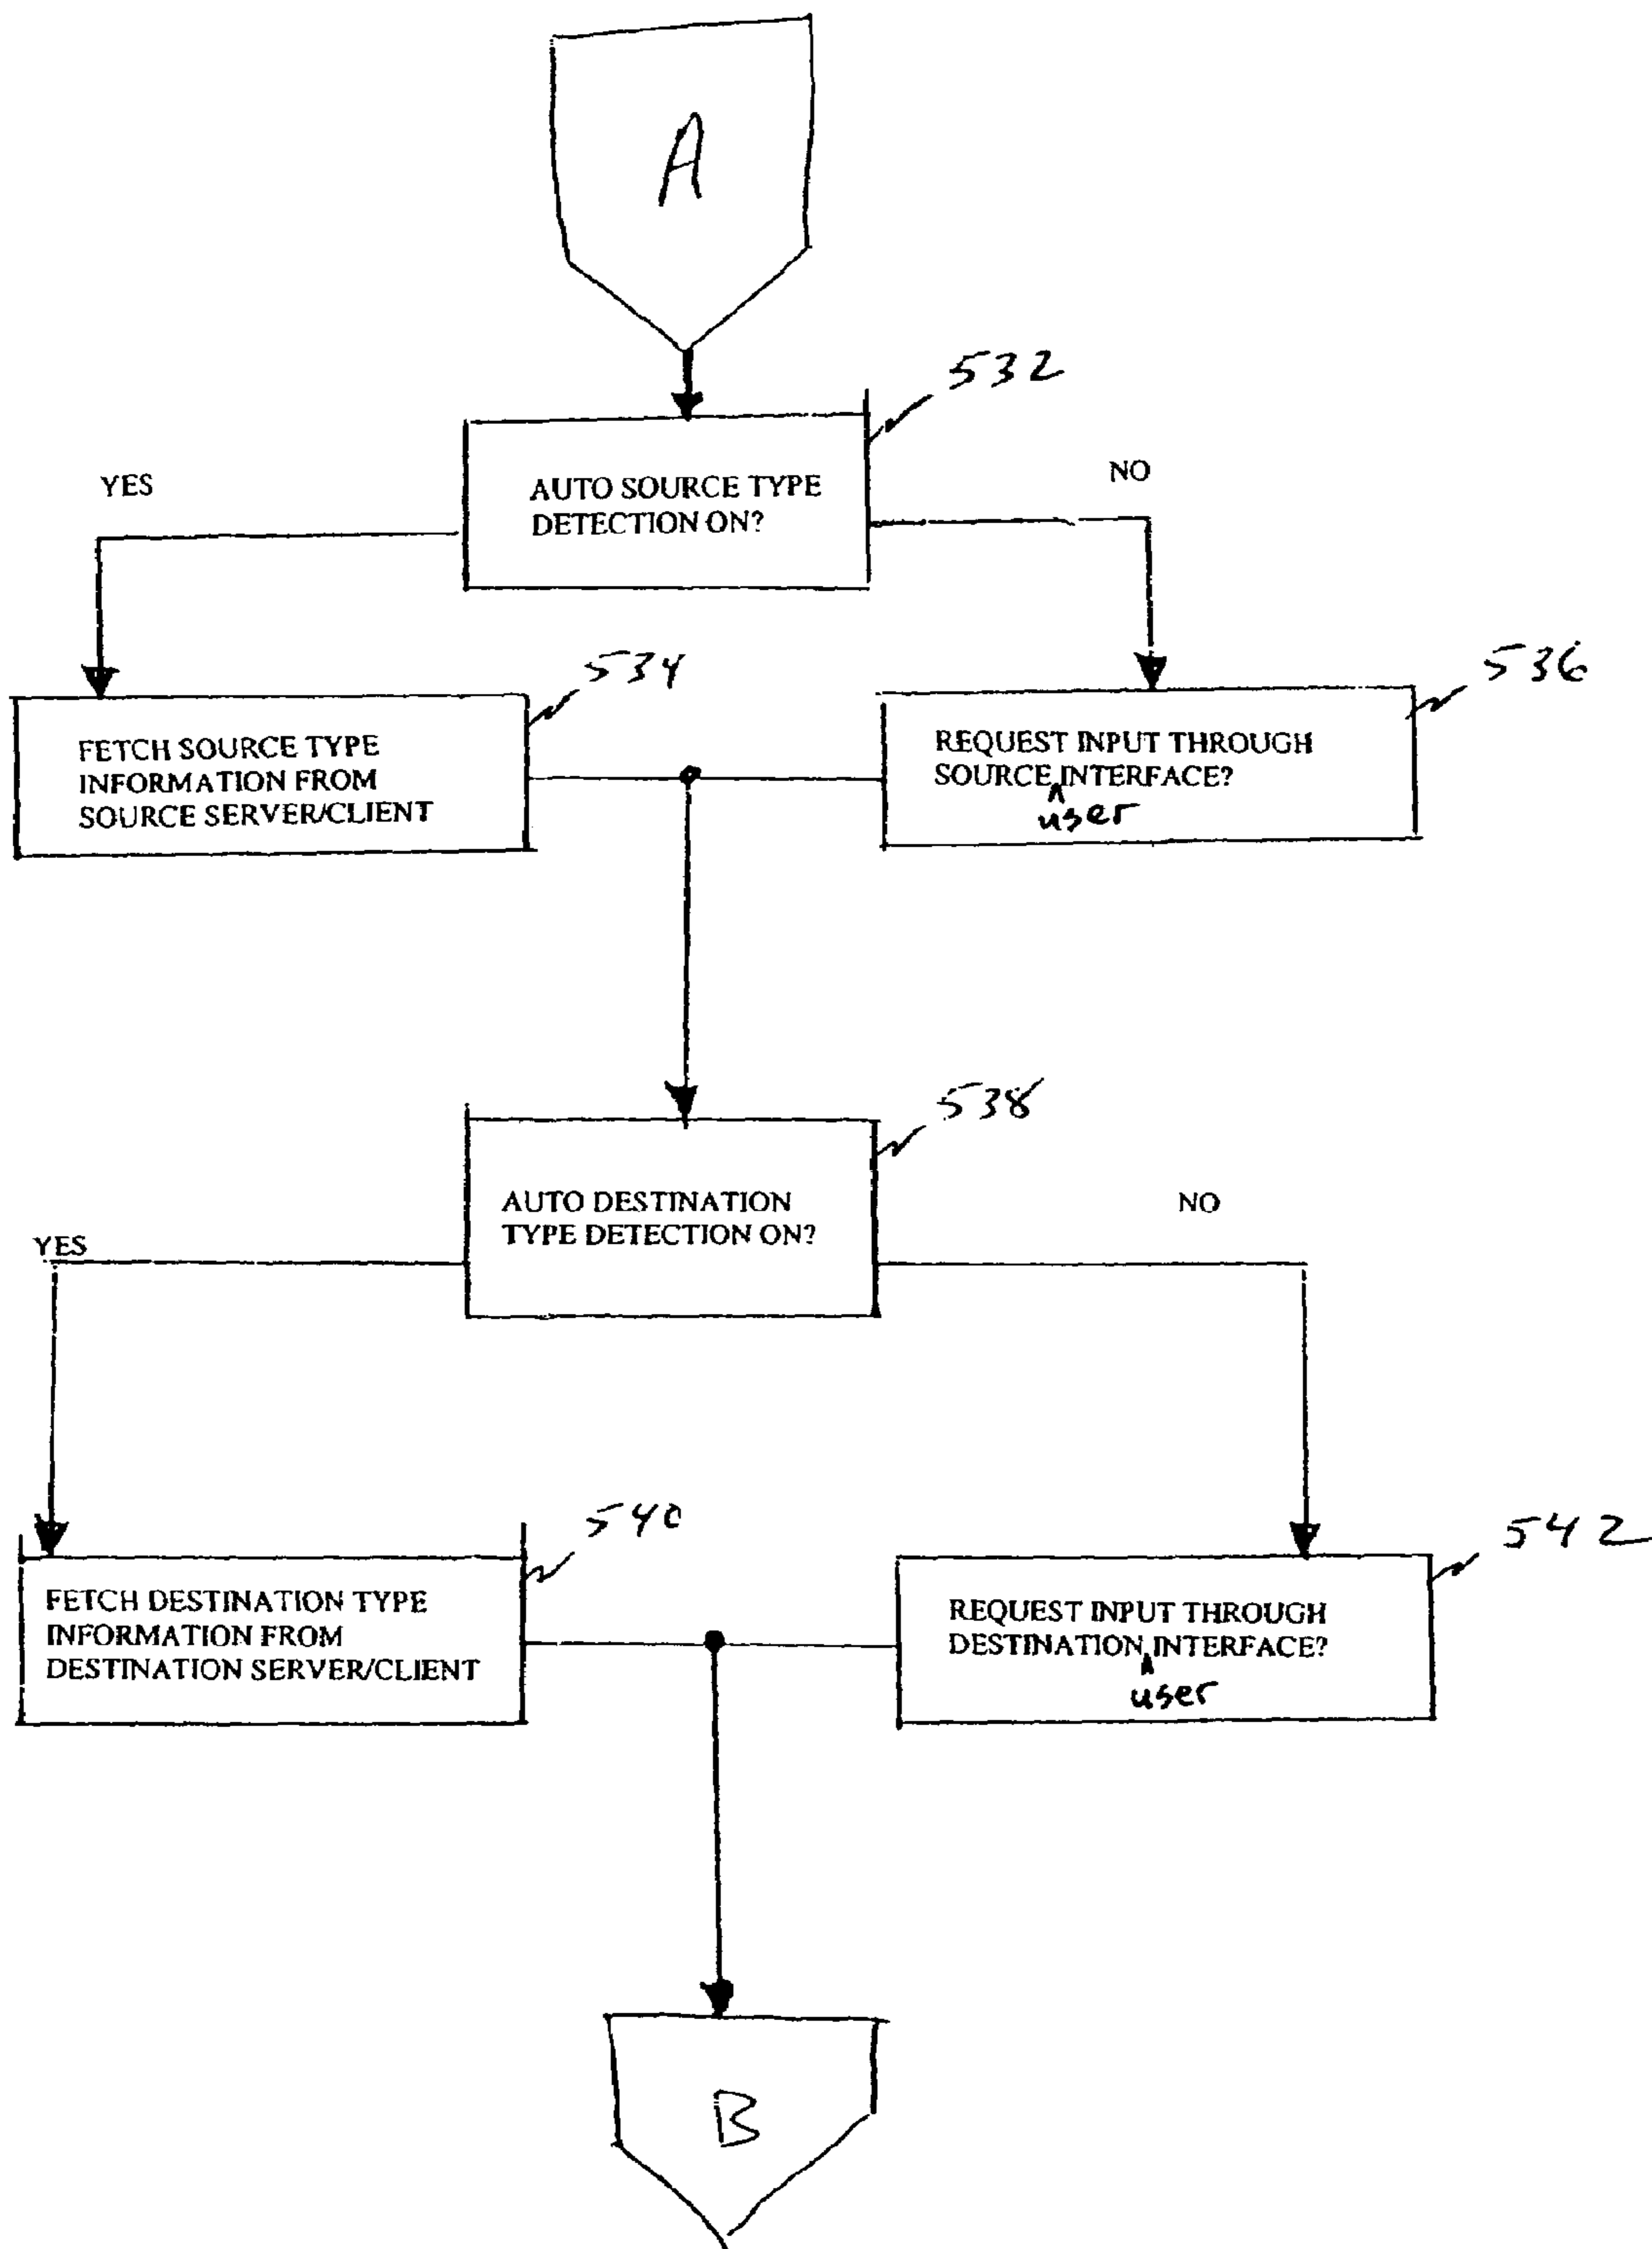 A
532
YES
NO
AUTO SOURCE TYPE
DETECTION ON?
534
536
FETCH SOURCE TYPE
INFORMATION FROM
SOURCE SERVER/CLIENT
REQUEST INPUT THROUGH
SOURCE INTERFACE?
^
user
538
AUTO DESTINATION
TYPE DETECTION ON?
YES
NO
540
542
FETCH DESTINATION TYPE
INFORMATION FROM
DESTINATION SERVER/CLIENT
REQUEST INPUT THROUGH
DESTINATION INTERFACE?
^
user
B